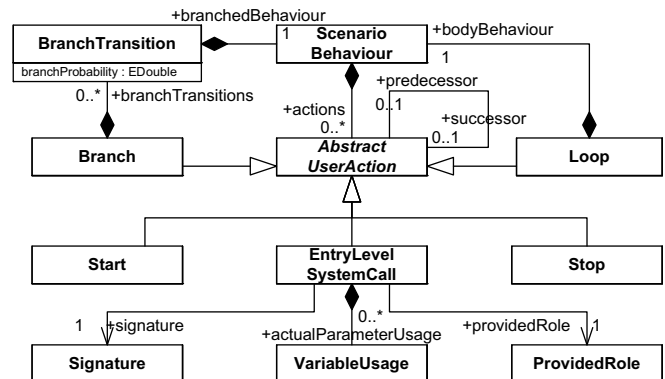 +branchedBehaviour
BranchTransition
1
Scenario
Behaviour
+bodyBehaviour
1
branchProbability : EDouble
0..*
+branchTransitions
+actions
0..*
+predecessor
0..1
+successor
0..1
Branch
Abstract
UserAction
Loop
Start
EntryLevel
SystemCall
Stop
1
+signature
0..*
+actualParameterUsage
+providedRole
1
Signature
VariableUsage
ProvidedRole